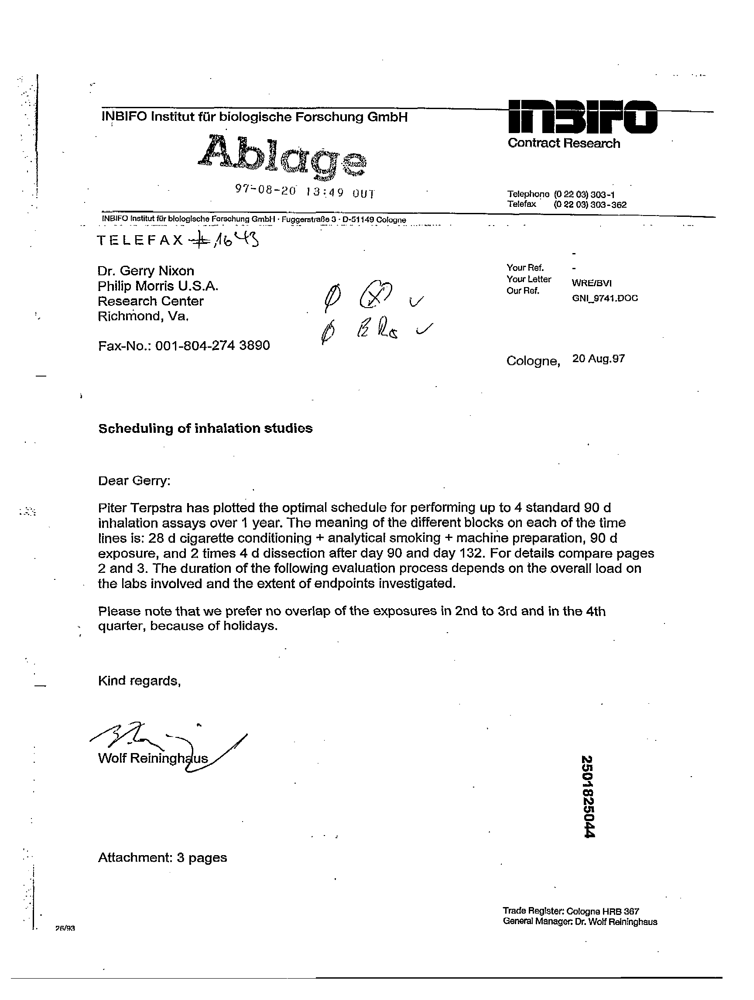 INBIFO Institut für biologische Forschung GmbH
INBIFO
Contract Research
Ablage
97-08-20 13:49 OUT
Telephone (0 22 03) 303-1
Telefax (0 22 03) 303-362
INBIFO Institut für biologische Forschung GmbH · Fuggerstraße 3 · D-51149 Cologne
TELEFAX # 1643
Dr. Gerry Nixon
Philip Morris U.S.A.
Research Center
Richmond, Va.
Fax-No.: 001-804-274 3890
Your Ref. -
Your Letter -
Our Ref. WRE/BVI
GNI_9741.DOC
Cologne, 20 Aug.97
Scheduling of inhalation studies
Dear Gerry:
Piter Terpstra has plotted the optimal schedule for performing up to 4 standard 90 d
inhalation assays over 1 year. The meaning of the different blocks on each of the time
lines is: 28 d cigarette conditioning + analytical smoking + machine preparation, 90 d
exposure, and 2 times 4 d dissection after day 90 and day 132. For details compare pages
2 and 3. The duration of the following evaluation process depends on the overall load on
the labs involved and the extent of endpoints investigated.
Please note that we prefer no overlap of the exposures in 2nd to 3rd and in the 4th
quarter, because of holidays.
Kind regards,
Wolf Reininghaus
2501825044
Attachment: 3 pages
Trade Register: Cologne HRB 367
General Manager: Dr. Wolf Reininghaus
26/93